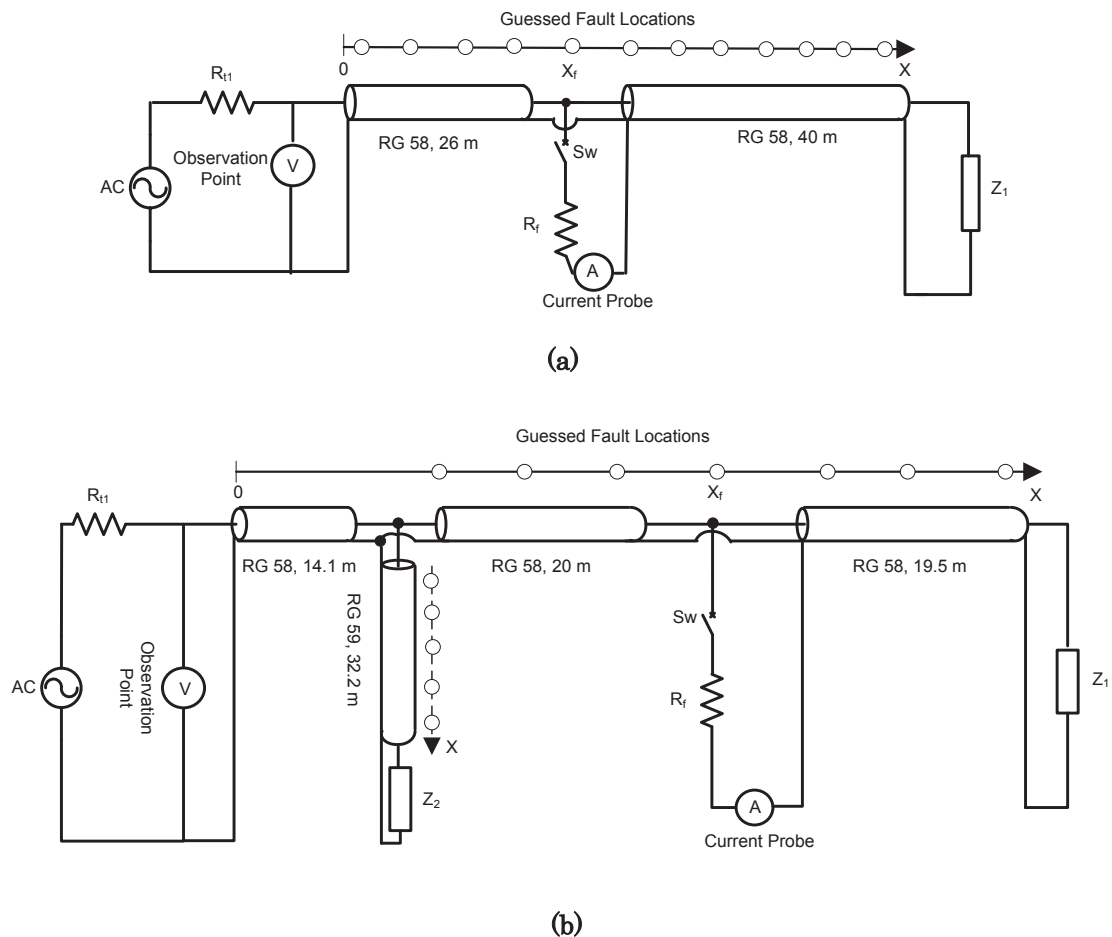 Guessed Fault Locations
0
Xf
X
Rt1
Observation
Point
V
AC
RG 58, 26 m
Sw
RG 58, 40 m
Rf
A
Current Probe
Z1
(a)
Guessed Fault Locations
0
Xf
X
Rt1
RG 58, 14.1 m
RG 58, 20 m
RG 58, 19.5 m
RG 59, 32.2 m
Observation
Point
V
AC
X
Z2
Sw
Rf
A
Current Probe
Z1
(b)